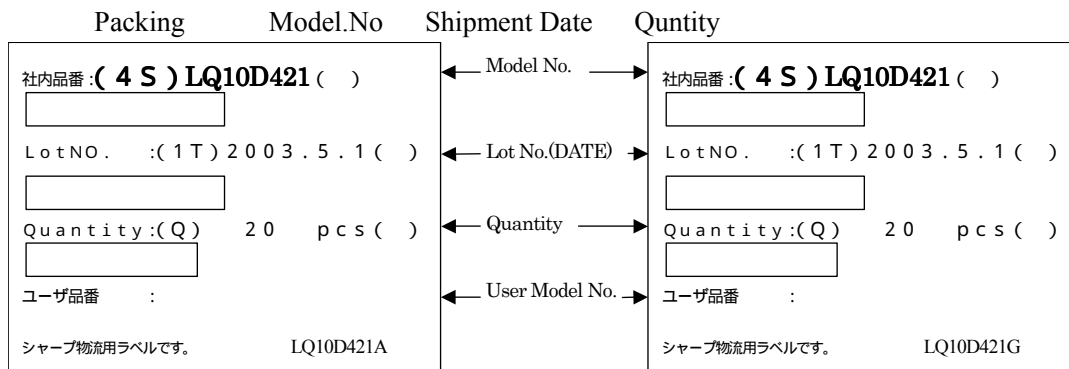 Packing Model.No Shipment Date Quntity
社内品番:(４Ｓ)LQ10D421( )
LotNO. :(1T)2003.5.1( )
Quantity:(Q) 20 pcs( )
ユーザ品番 :
シャープ物流用ラベルです。 LQ10D421A
Model No.
Lot No.(DATE)
Quantity
User Model No.
社内品番:(４Ｓ)LQ10D421( )
LotNO. :(1T)2003.5.1( )
Quantity:(Q) 20 pcs( )
ユーザ品番 :
シャープ物流用ラベルです。 LQ10D421G